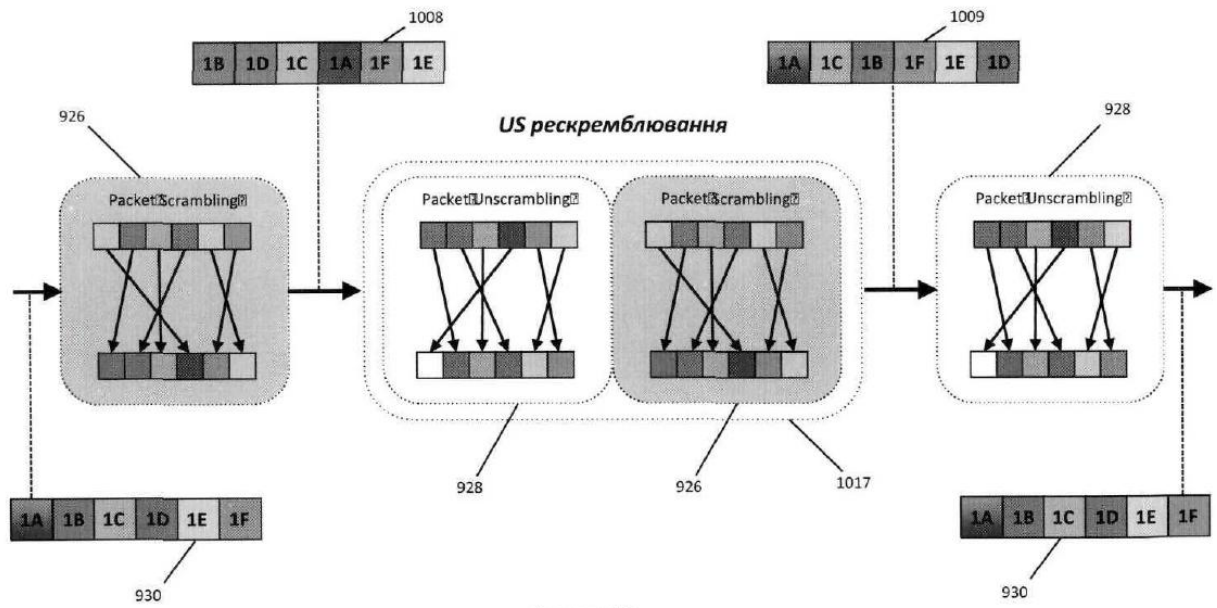 1008
1B 1D 1C 1A 1F 1E
1009
1A 1C 1B 1F 1E 1D
US рескремблювання
926
928
Packet Scrambling
Packet Unscrambling
Packet Scrambling
Packet Unscrambling
928
926
1017
1A 1B 1C 1D 1E 1F
930
1A 1B 1C 1D 1E 1F
930